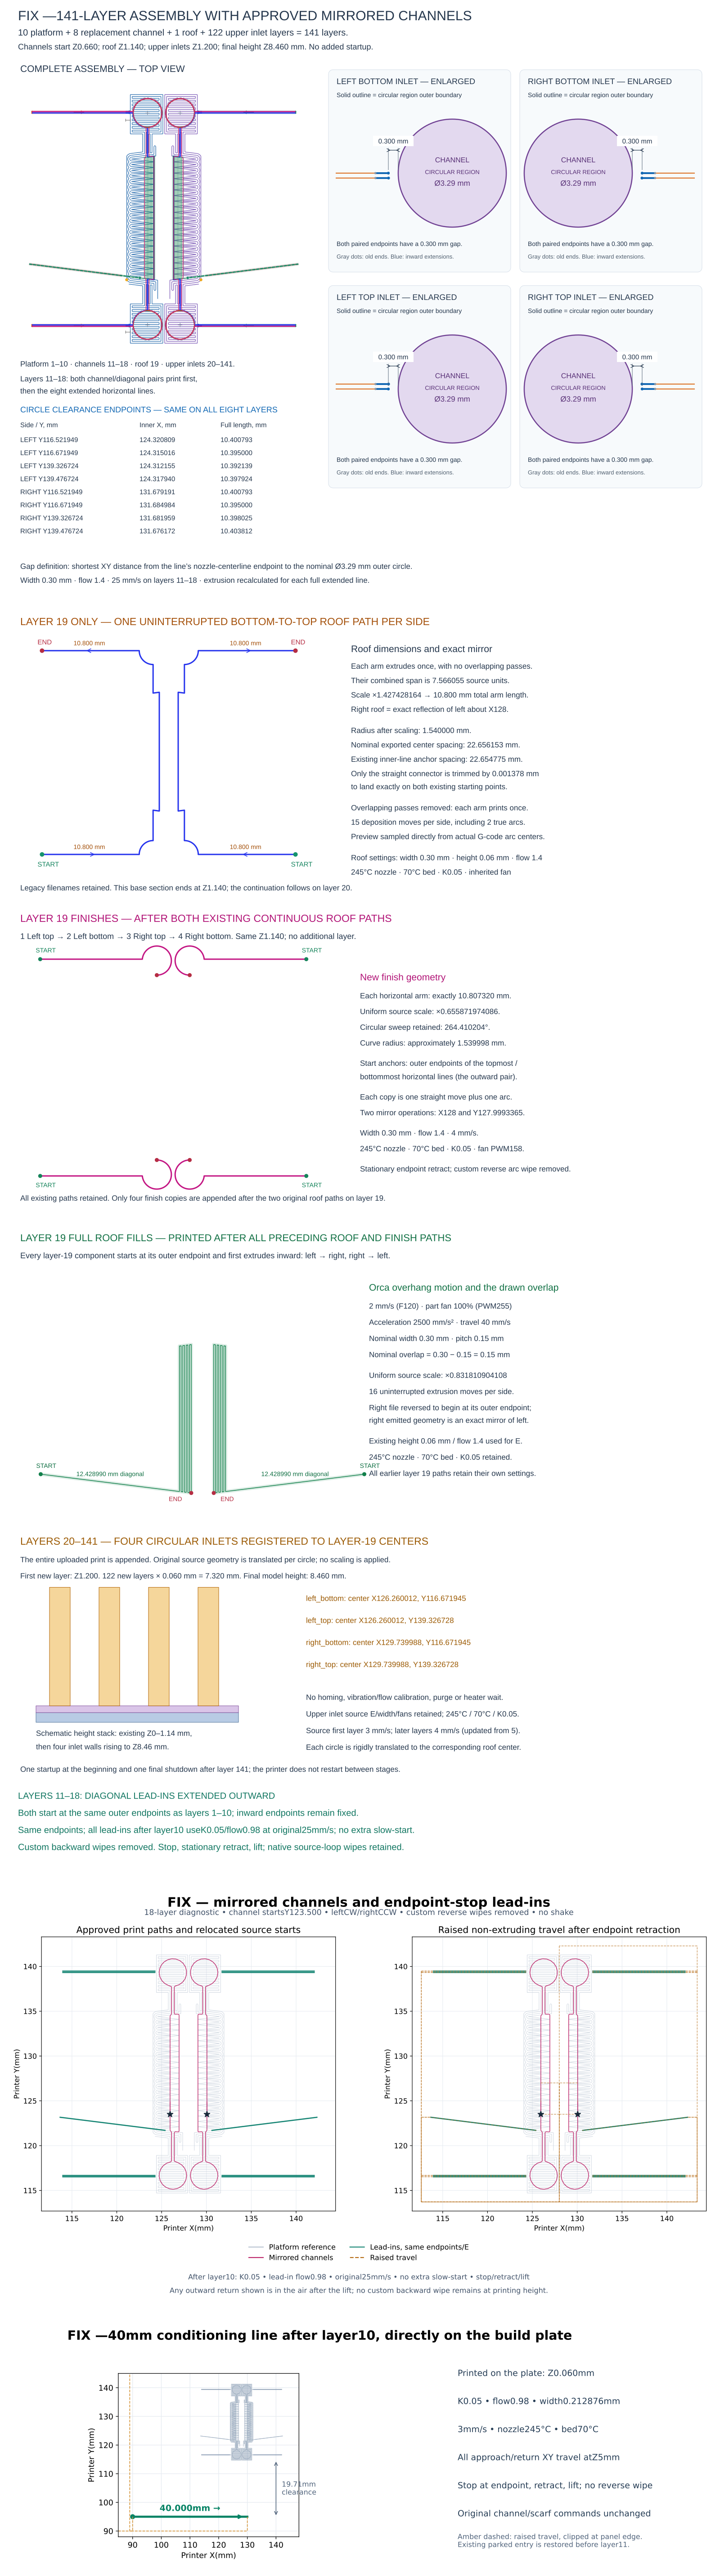 FIX —141-LAYER ASSEMBLY WITH APPROVED MIRRORED CHANNELS
10 platform + 8 replacement channel + 1 roof + 122 upper inlet layers = 141 layers.
Channels start Z0.660; roof Z1.140; upper inlets Z1.200; final height Z8.460 mm. No added startup.
COMPLETE ASSEMBLY — TOP VIEW
Platform 1–10 · channels 11–18 · roof 19 · upper inlets 20–141.
Layers 11–18: both channel/diagonal pairs print first,
then the eight extended horizontal lines.
CIRCLE CLEARANCE ENDPOINTS — SAME ON ALL EIGHT LAYERS
Side / Y, mm Inner X, mm Full length, mm
LEFT Y116.521949 124.320809 10.400793
LEFT Y116.671949 124.315016 10.395000
LEFT Y139.326724 124.312155 10.392139
LEFT Y139.476724 124.317940 10.397924
RIGHT Y116.521949 131.679191 10.400793
RIGHT Y116.671949 131.684984 10.395000
RIGHT Y139.326724 131.681959 10.398025
RIGHT Y139.476724 131.676172 10.403812
LEFT BOTTOM INLET — ENLARGED
Solid outline = circular region outer boundary
0.300 mm
CHANNEL
CIRCULAR REGION
Ø3.29 mm
Both paired endpoints have a 0.300 mm gap.
Gray dots: old ends. Blue: inward extensions.
RIGHT BOTTOM INLET — ENLARGED
Solid outline = circular region outer boundary
0.300 mm
CHANNEL
CIRCULAR REGION
Ø3.29 mm
Both paired endpoints have a 0.300 mm gap.
Gray dots: old ends. Blue: inward extensions.
LEFT TOP INLET — ENLARGED
Solid outline = circular region outer boundary
0.300 mm
CHANNEL
CIRCULAR REGION
Ø3.29 mm
Both paired endpoints have a 0.300 mm gap.
Gray dots: old ends. Blue: inward extensions.
RIGHT TOP INLET — ENLARGED
Solid outline = circular region outer boundary
0.300 mm
CHANNEL
CIRCULAR REGION
Ø3.29 mm
Both paired endpoints have a 0.300 mm gap.
Gray dots: old ends. Blue: inward extensions.
Gap definition: shortest XY distance from the line's nozzle-centerline endpoint to the nominal Ø3.29 mm outer circle.
Width 0.30 mm · flow 1.4 · 25 mm/s on layers 11–18 · extrusion recalculated for each full extended line.
LAYER 19 ONLY — ONE UNINTERRUPTED BOTTOM-TO-TOP ROOF PATH PER SIDE
END 10.800 mm 10.800 mm END
10.800 mm 10.800 mm
START START
Roof dimensions and exact mirror
Each arm extrudes once, with no overlapping passes.
Their combined span is 7.566055 source units.
Scale ×1.427428164 → 10.800 mm total arm length.
Right roof = exact reflection of left about X128.
Radius after scaling: 1.540000 mm.
Nominal exported center spacing: 22.656153 mm.
Existing inner-line anchor spacing: 22.654775 mm.
Only the straight connector is trimmed by 0.001378 mm
to land exactly on both existing starting points.
Overlapping passes removed: each arm prints once.
15 deposition moves per side, including 2 true arcs.
Preview sampled directly from actual G-code arc centers.
Roof settings: width 0.30 mm · height 0.06 mm · flow 1.4
245°C nozzle · 70°C bed · K0.05 · inherited fan
Legacy filenames retained. This base section ends at Z1.140; the continuation follows on layer 20.
LAYER 19 FINISHES — AFTER BOTH EXISTING CONTINUOUS ROOF PATHS
1 Left top → 2 Left bottom → 3 Right top → 4 Right bottom. Same Z1.140; no additional layer.
START START
START START
New finish geometry
Each horizontal arm: exactly 10.807320 mm.
Uniform source scale: ×0.655871974086.
Circular sweep retained: 264.410204°.
Curve radius: approximately 1.539998 mm.
Start anchors: outer endpoints of the topmost /
bottommost horizontal lines (the outward pair).
Each copy is one straight move plus one arc.
Two mirror operations: X128 and Y127.9993365.
Width 0.30 mm · flow 1.4 · 4 mm/s.
245°C nozzle · 70°C bed · K0.05 · fan PWM158.
Stationary endpoint retract; custom reverse arc wipe removed.
All existing paths retained. Only four finish copies are appended after the two original roof paths on layer 19.
LAYER 19 FULL ROOF FILLS — PRINTED AFTER ALL PRECEDING ROOF AND FINISH PATHS
Every layer-19 component starts at its outer endpoint and first extrudes inward: left → right, right → left.
START START
12.428990 mm diagonal 12.428990 mm diagonal
END END
Orca overhang motion and the drawn overlap
2 mm/s (F120) · part fan 100% (PWM255)
Acceleration 2500 mm/s² · travel 40 mm/s
Nominal width 0.30 mm · pitch 0.15 mm
Nominal overlap = 0.30 − 0.15 = 0.15 mm
Uniform source scale: ×0.831810904108
16 uninterrupted extrusion moves per side.
Right file reversed to begin at its outer endpoint;
right emitted geometry is an exact mirror of left.
Existing height 0.06 mm / flow 1.4 used for E.
245°C nozzle · 70°C bed · K0.05 retained.
All earlier layer 19 paths retain their own settings.
LAYERS 20–141 — FOUR CIRCULAR INLETS REGISTERED TO LAYER-19 CENTERS
The entire uploaded print is appended. Original source geometry is translated per circle; no scaling is applied.
First new layer: Z1.200. 122 new layers × 0.060 mm = 7.320 mm. Final model height: 8.460 mm.
left_bottom: center X126.260012, Y116.671945
left_top: center X126.260012, Y139.326728
right_bottom: center X129.739988, Y116.671945
right_top: center X129.739988, Y139.326728
No homing, vibration/flow calibration, purge or heater wait.
Upper inlet source E/width/fans retained; 245°C / 70°C / K0.05.
Source first layer 3 mm/s; later layers 4 mm/s (updated from 5).
Each circle is rigidly translated to the corresponding roof center.
Schematic height stack: existing Z0–1.14 mm,
then four inlet walls rising to Z8.46 mm.
One startup at the beginning and one final shutdown after layer 141; the printer does not restart between stages.
LAYERS 11–18: DIAGONAL LEAD-INS EXTENDED OUTWARD
Both start at the same outer endpoints as layers 1–10; inward endpoints remain fixed.
Same endpoints; all lead-ins after layer10 useK0.05/flow0.98 at original25mm/s; no extra slow-start.
Custom backward wipes removed. Stop, stationary retract, lift; native source-loop wipes retained.
FIX — mirrored channels and endpoint-stop lead-ins
18-layer diagnostic • channel startsY123.500 • leftCW/rightCCW • custom reverse wipes removed • no shake
Approved print paths and relocated source starts
Printer Y(mm)
140
135
130
125
120
115
115 120 125 130 135 140
Printer X(mm)
Raised non-extruding travel after endpoint retraction
Printer Y(mm)
140
135
130
125
120
115
115 120 125 130 135 140
Printer X(mm)
Platform reference
Mirrored channels
Lead-ins, same endpoints/E
Raised travel
After layer10: K0.05 • lead-in flow0.98 • original25mm/s • no extra slow-start • stop/retract/lift
Any outward return shown is in the air after the lift; no custom backward wipe remains at printing height.
FIX —40mm conditioning line after layer10, directly on the build plate
Printer Y(mm)
140
130
120
110
100
90
40.000mm →
19.71mm
clearance
90 100 110 120 130 140
Printer X(mm)
Printed on the plate: Z0.060mm
K0.05 • flow0.98 • width0.212876mm
3mm/s • nozzle245°C • bed70°C
All approach/return XY travel atZ5mm
Stop at endpoint, retract, lift; no reverse wipe
Original channel/scarf commands unchanged
Amber dashed: raised travel, clipped at panel edge.
Existing parked entry is restored before layer11.